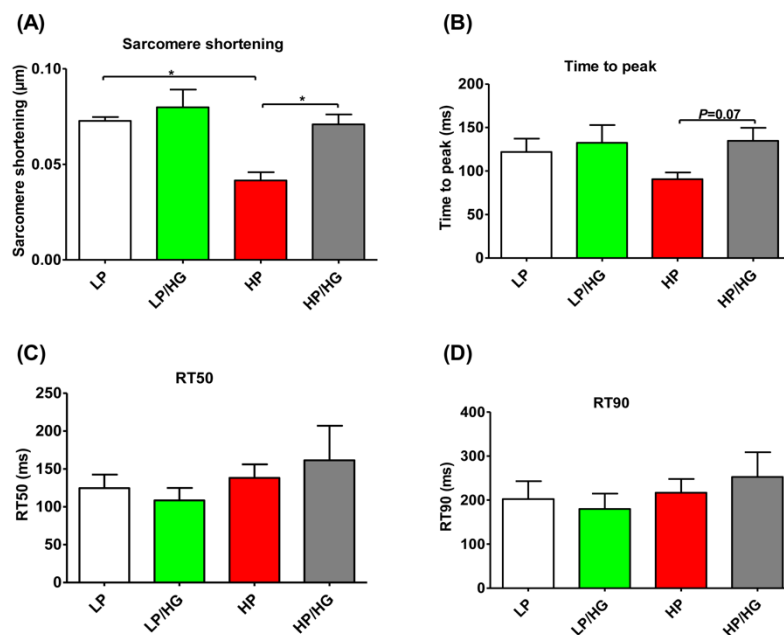 (A)
Sarcomere shortening
Sarcomere shortening (µm)
0.10
0.05
0.00
*
*
LP
LP/HG
HP
HP/HG
(B)
Time to peak
Time to peak (ms)
200
150
100
50
0
P=0.07
LP
LP/HG
HP
HP/HG
(C)
RT50
RT50 (ms)
250
200
150
100
50
0
LP
LP/HG
HP
HP/HG
(D)
RT90
RT90 (ms)
400
300
200
100
0
LP
LP/HG
HP
HP/HG